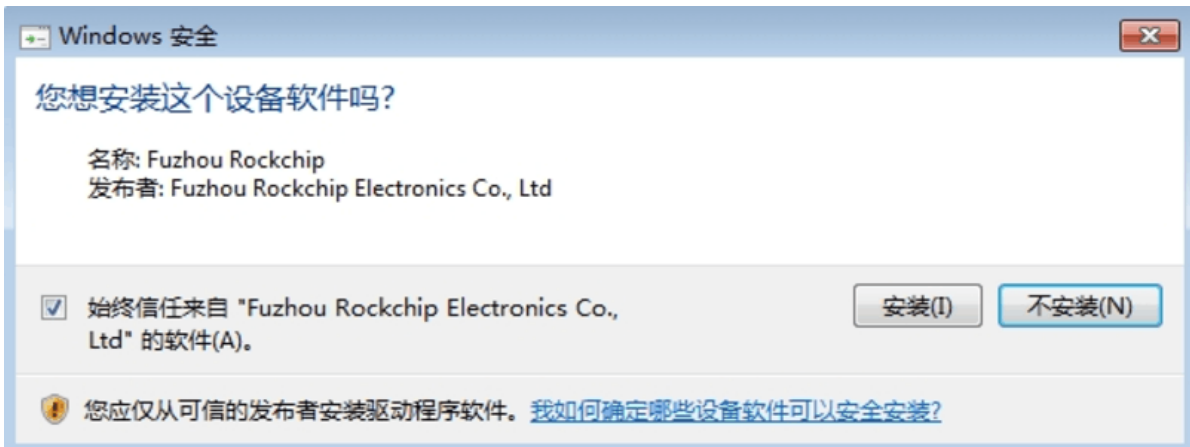 Windows 安全
您想安装这个设备软件吗?
名称: Fuzhou Rockchip
发布者: Fuzhou Rockchip Electronics Co., Ltd
始终信任来自 "Fuzhou Rockchip Electronics Co.,
Ltd" 的软件(A)。
安装(I)
不安装(N)
您应仅从可信的发布者安装驱动程序软件。我如何确定哪些设备软件可以安全安装?